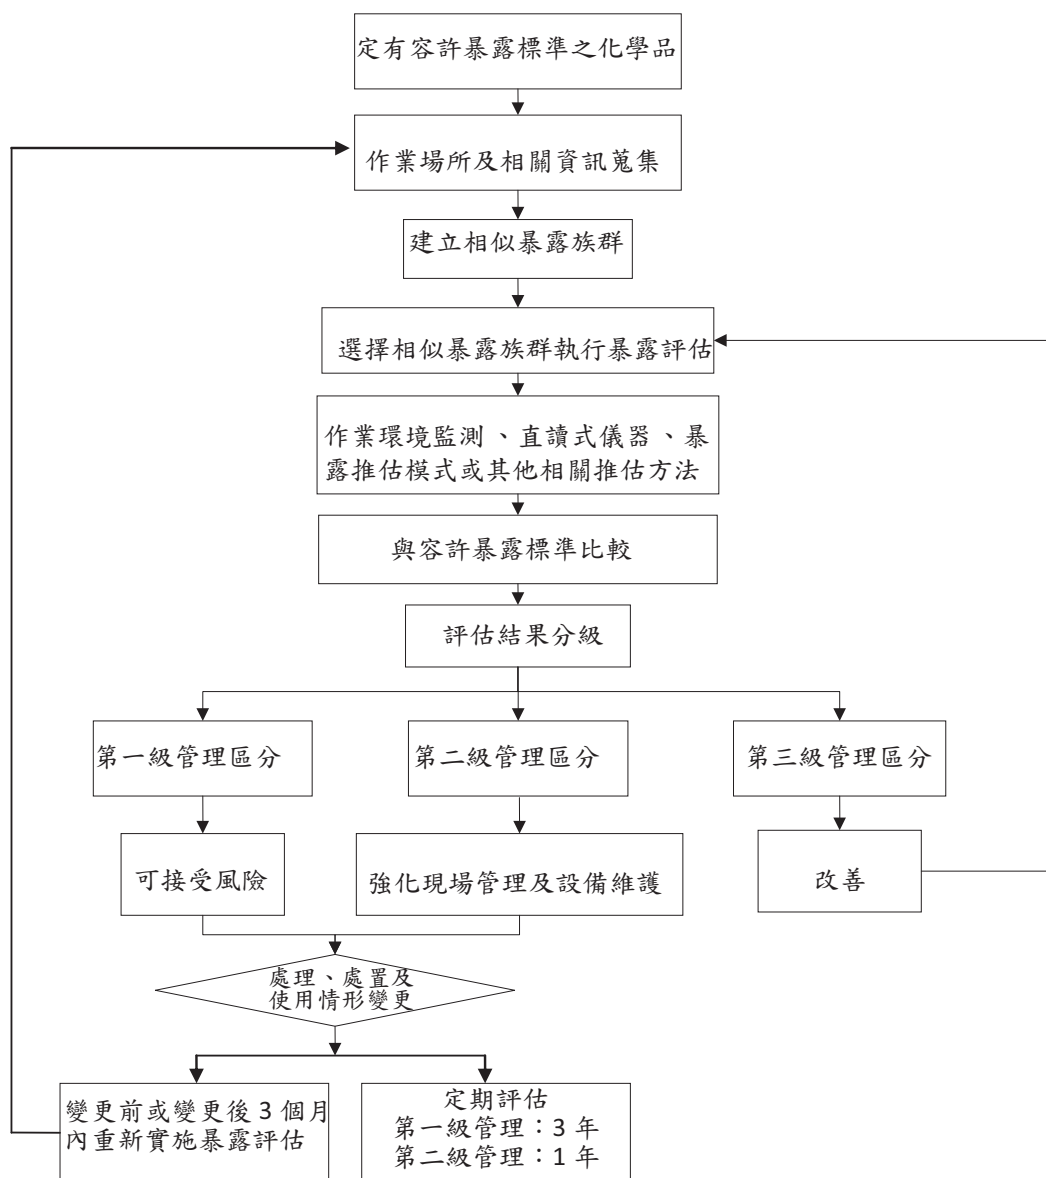 定有容許暴露標準之化學品
作業場所及相關資訊蒐集
建立相似暴露族群
選擇相似暴露族群執行暴露評估
作業環境監測、直讀式儀器、暴
露推估模式或其他相關推估方法
與容許暴露標準比較
評估結果分級
第一級管理區分
第二級管理區分
第三級管理區分
可接受風險
強化現場管理及設備維護
改善
處理、處置及
使用情形變更
變更前或變更後 3 個月
內重新實施暴露評估
定期評估
第一級管理：3 年
第二級管理：1 年